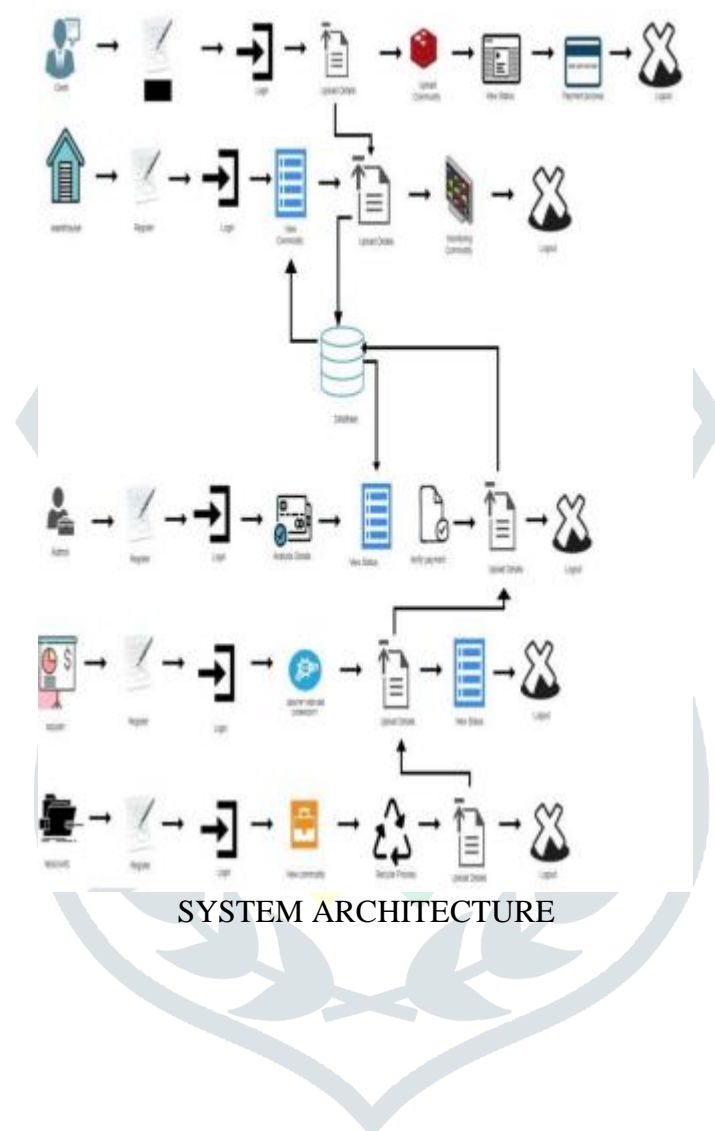 Client
Login
Upload Details
Upload Commodity
View Status
Payment process
Logout
warehouse
Register
Login
View Commodity
Upload Details
Monitoring Commodity
Logout
Database
Admin
Register
Login
Analysis Details
View Status
Verify payment
Upload Details
Logout
Register
Login
Upload Details
View Status
Logout
Register
Login
View commodity
Recycle Process
Upload Details
Logout
SYSTEM ARCHITECTURE